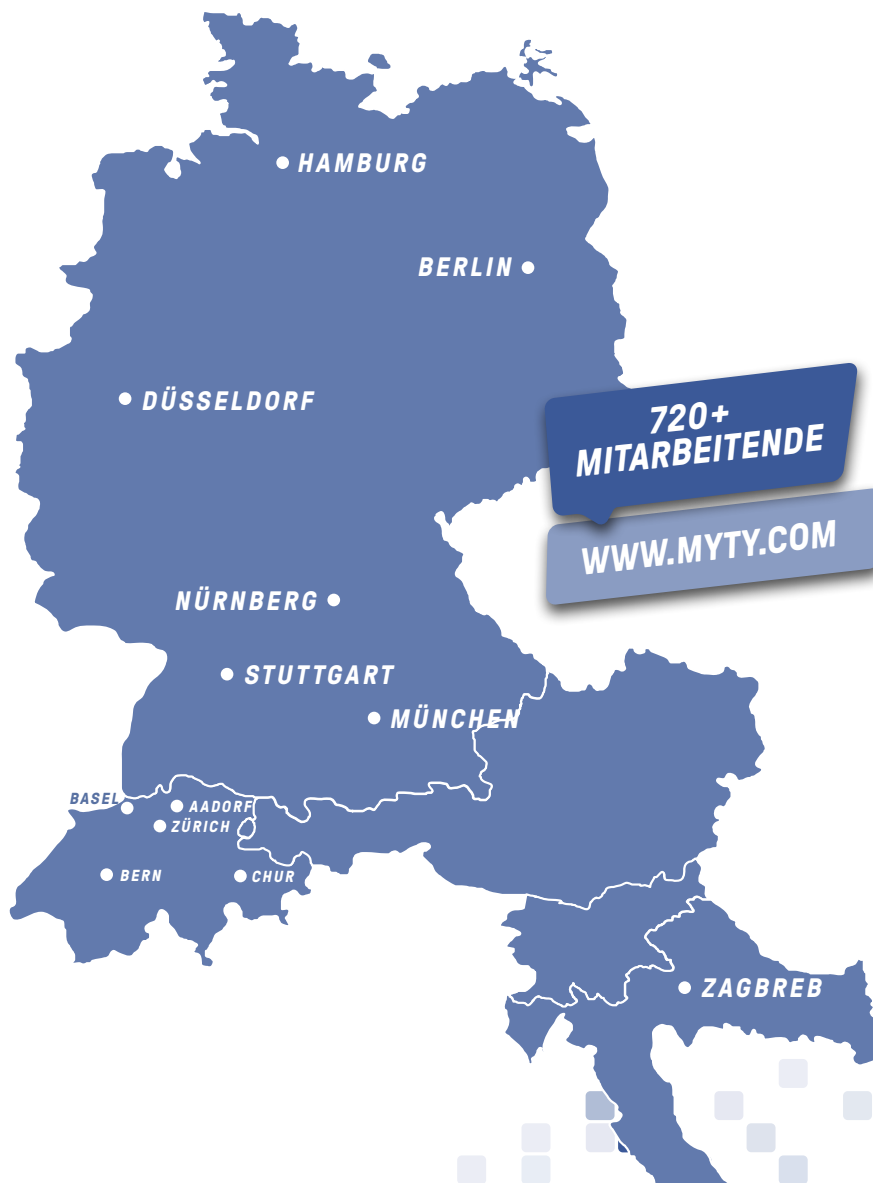 HAMBURG
BERLIN
DÜSSELDORF
720+
MITARBEITENDE
WWW.MYTY.COM
NÜRNBERG
STUTTGART
MÜNCHEN
BASEL
AADORF
ZÜRICH
BERN
CHUR
ZAGBREB